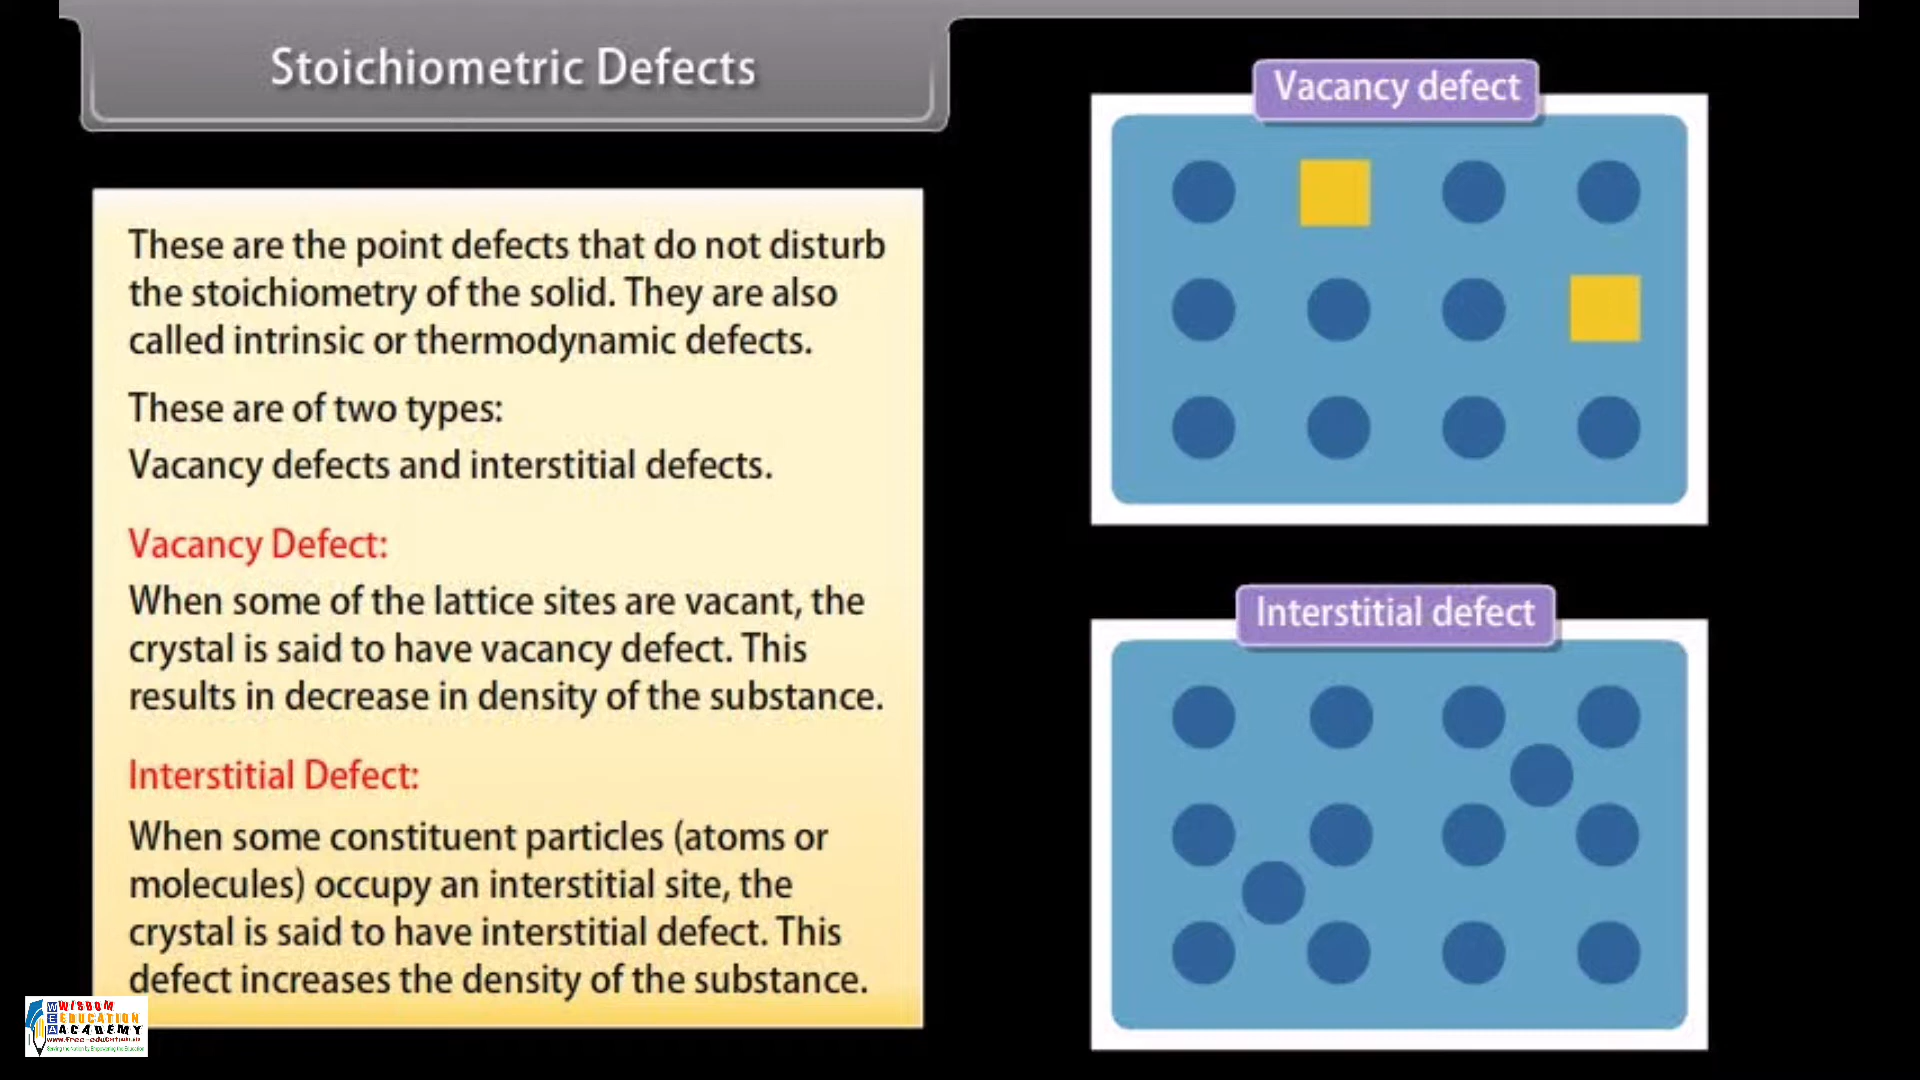 Stoichiometric Defects
These are the point defects that do not disturb
the stoichiometry of the solid. They are also
called intrinsic or thermodynamic defects.
These are of two types:
Vacancy defects and interstitial defects.
Vacancy Defect:
When some of the lattice sites are vacant, the
crystal is said to have vacancy defect. This
results in decrease in density of the substance.
Interstitial Defect:
When some constituent particles (atoms or
molecules) occupy an interstitial site, the
crystal is said to have interstitial defect. This
defect increases the density of the substance.
Vacancy defect
Interstitial defect
WISDOM
EDUCATION
ACADEMY